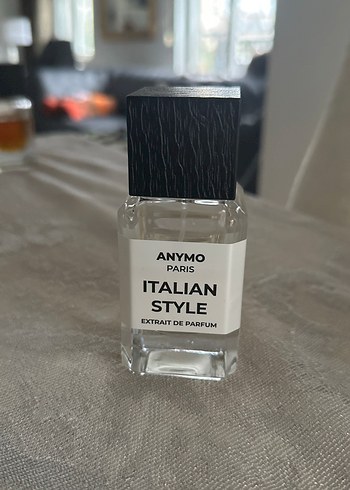 ANYMO
PARIS
ITALIAN
STYLE
EXTRAIT DE PARFUM